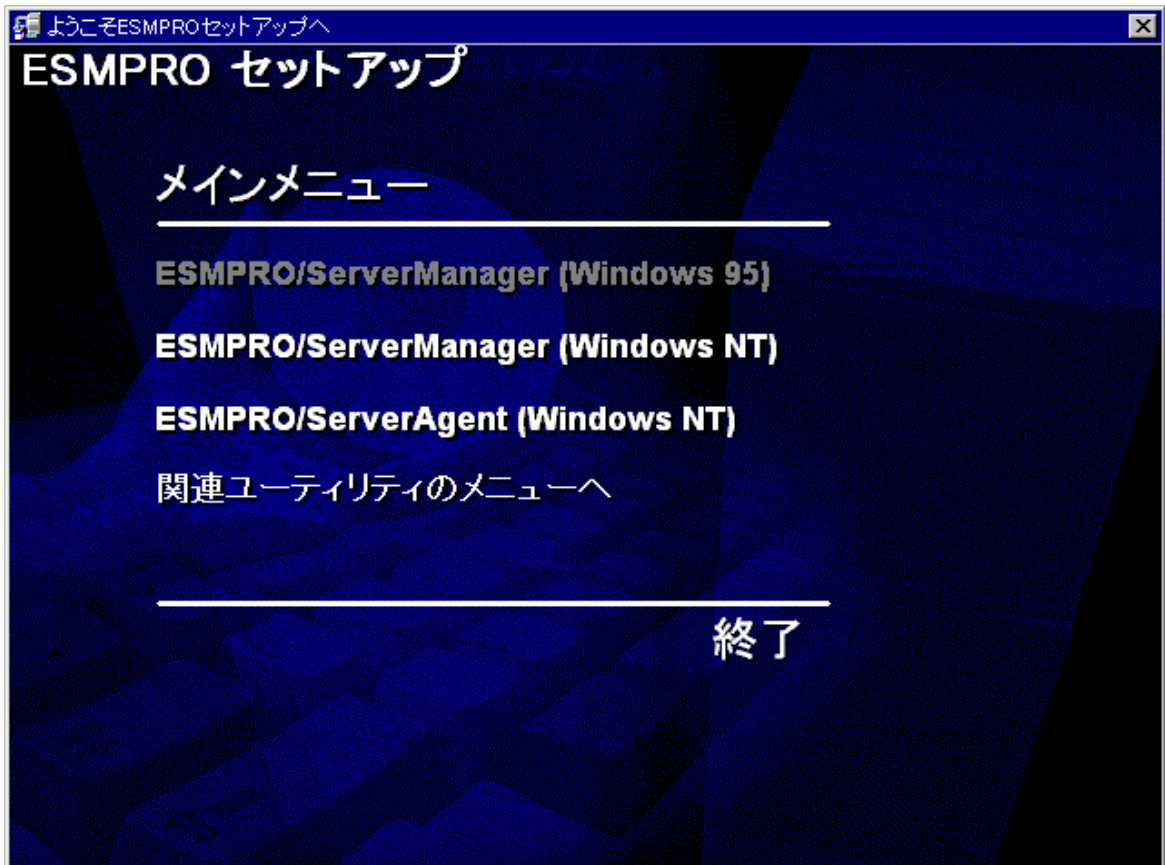 ようこそESMPROセットアップへ
ESMPRO セットアップ
メインメニュー
ESMPRO/ServerManager (Windows 95)
ESMPRO/ServerManager (Windows NT)
ESMPRO/ServerAgent (Windows NT)
関連ユーティリティのメニューへ
終了